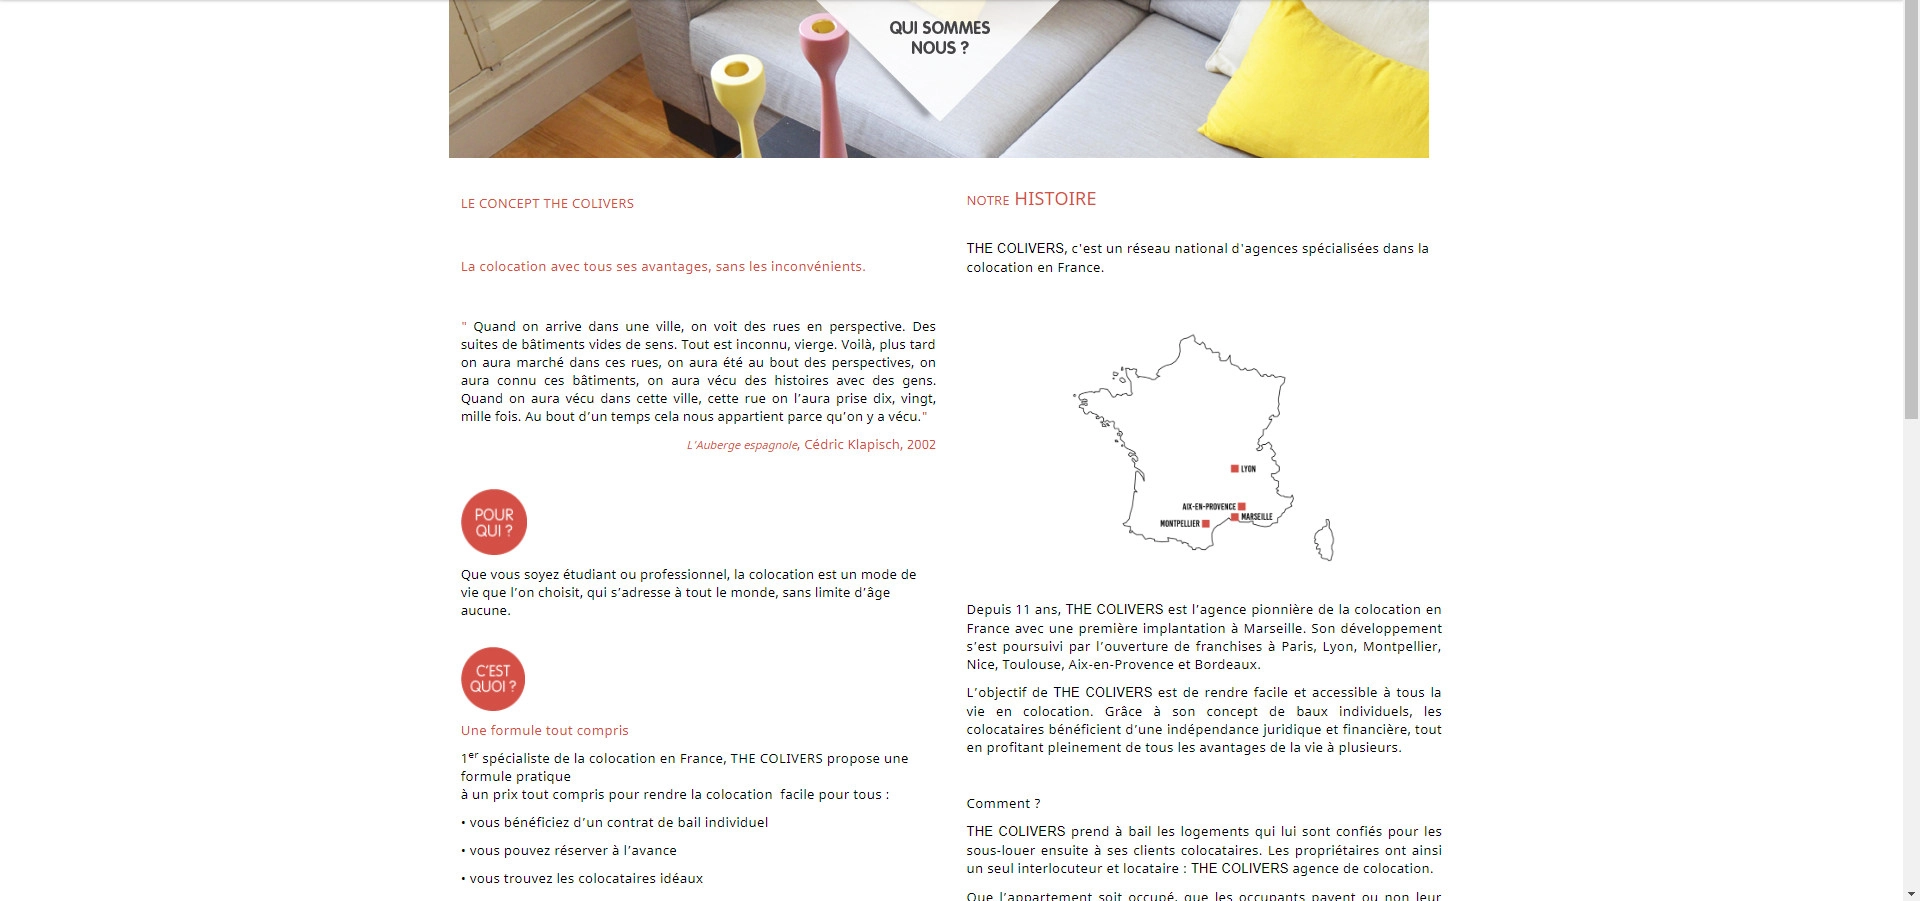 QUI SOMMES
NOUS ?
LE CONCEPT THE COLIVERS
La colocation avec tous ses avantages, sans les inconvénients.
" Quand on arrive dans une ville, on voit des rues en perspective. Des
suites de bâtiments vides de sens. Tout est inconnu, vierge. Voilà, plus tard
on aura marché dans ces rues, on aura été au bout des perspectives, on
aura connu ces bâtiments, on aura vécu des histoires avec des gens.
Quand on aura vécu dans cette ville, cette rue on l’aura prise dix, vingt,
mille fois. Au bout d’un temps cela nous appartient parce qu’on y a vécu."
L’Auberge espagnole, Cédric Klapisch, 2002
POUR
QUI ?
Que vous soyez étudiant ou professionnel, la colocation est un mode de
vie que l’on choisit, qui s’adresse à tout le monde, sans limite d’âge
aucune.
C’EST
QUOI ?
Une formule tout compris
1er spécialiste de la colocation en France, THE COLIVERS propose une
formule pratique
à un prix tout compris pour rendre la colocation  facile pour tous :
• vous bénéficiez d’un contrat de bail individuel
• vous pouvez réserver à l’avance
• vous trouvez les colocataires idéaux
NOTRE HISTOIRE
THE COLIVERS, c'est un réseau national d'agences spécialisées dans la
colocation en France.
LYON
AIX-EN-PROVENCE
MARSEILLE
MONTPELLIER
Depuis 11 ans, THE COLIVERS est l’agence pionnière de la colocation en
France avec une première implantation à Marseille. Son développement
s’est poursuivi par l’ouverture de franchises à Paris, Lyon, Montpellier,
Nice, Toulouse, Aix-en-Provence et Bordeaux.
L’objectif de THE COLIVERS est de rendre facile et accessible à tous la
vie en colocation. Grâce à son concept de baux individuels, les
colocataires bénéficient d’une indépendance juridique et financière, tout
en profitant pleinement de tous les avantages de la vie à plusieurs.
Comment ?
THE COLIVERS prend à bail les logements qui lui sont confiés pour les
sous-louer ensuite à ses clients colocataires. Les propriétaires ont ainsi
un seul interlocuteur et locataire : THE COLIVERS agence de colocation.
Que l’appartement soit occupé, que les occupants payent ou non leur